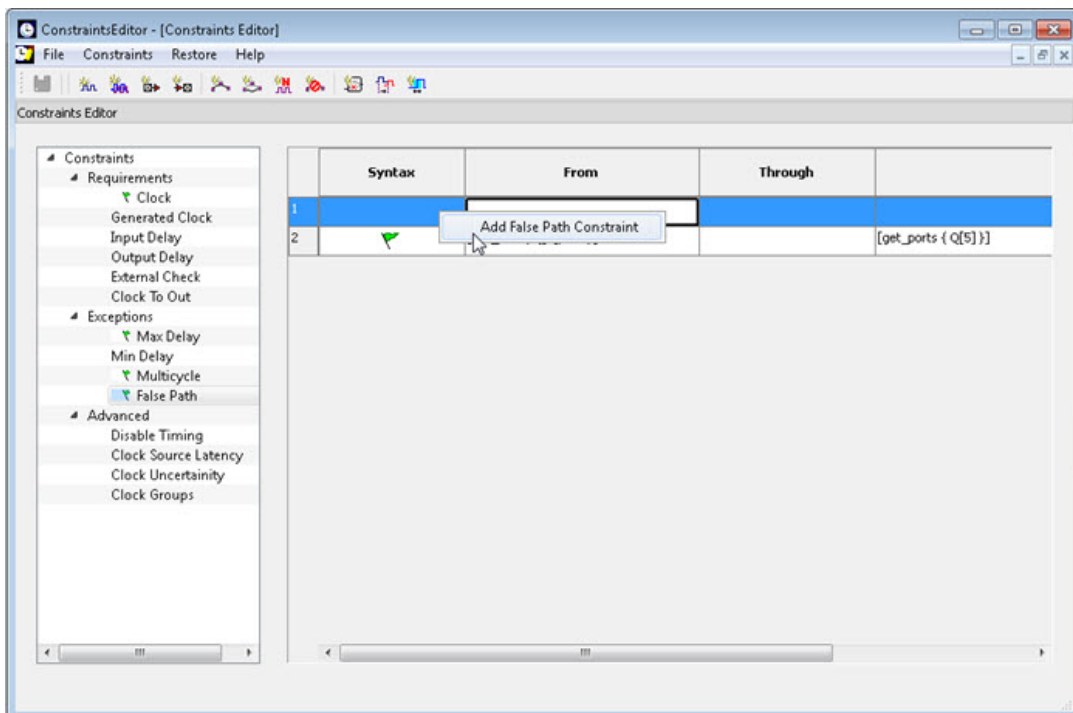 ConstraintsEditor - [Constraints Editor]
File Constraints Restore Help
Constraints Editor
Constraints
Requirements
Clock
Generated Clock
Input Delay
Output Delay
External Check
Clock To Out
Exceptions
Max Delay
Min Delay
Multicycle
False Path
Advanced
Disable Timing
Clock Source Latency
Clock Uncertainity
Clock Groups
Syntax From Through
1
Add False Path Constraint
2 [get_ports { Q[5] }]